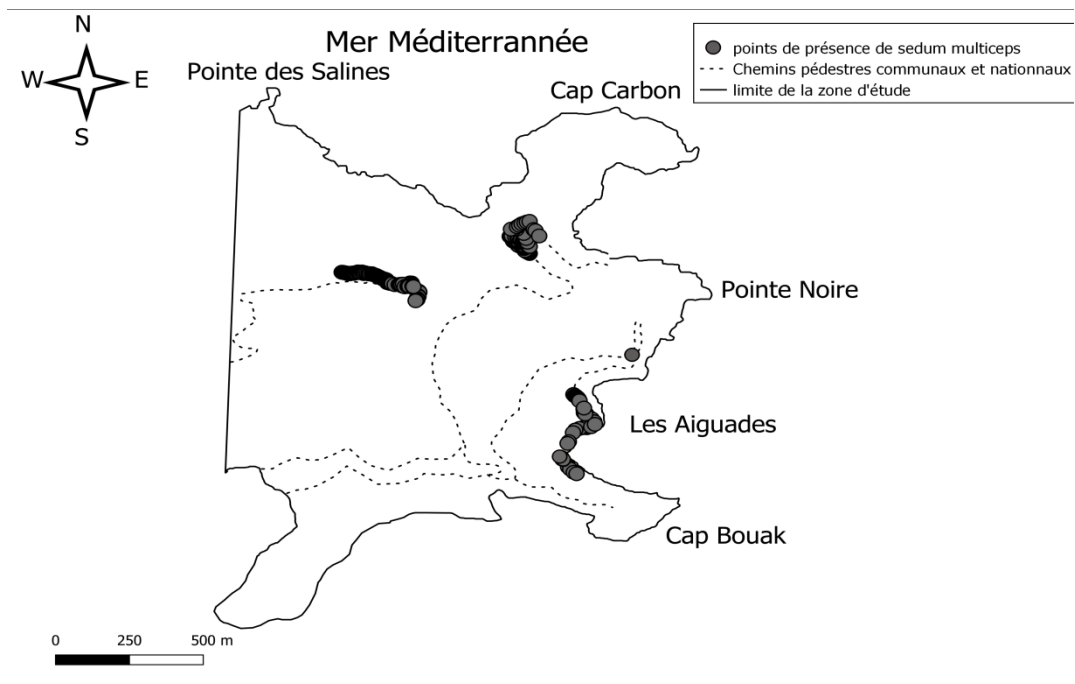 N
W
E
S
Mer Méditerrannée
Pointe des Salines
Cap Carbon
points de présence de sedum multiceps
Chemins pédestres communaux et nationnaux
limite de la zone d'étude
Pointe Noire
Les Aiguades
Cap Bouak
0 250 500 m